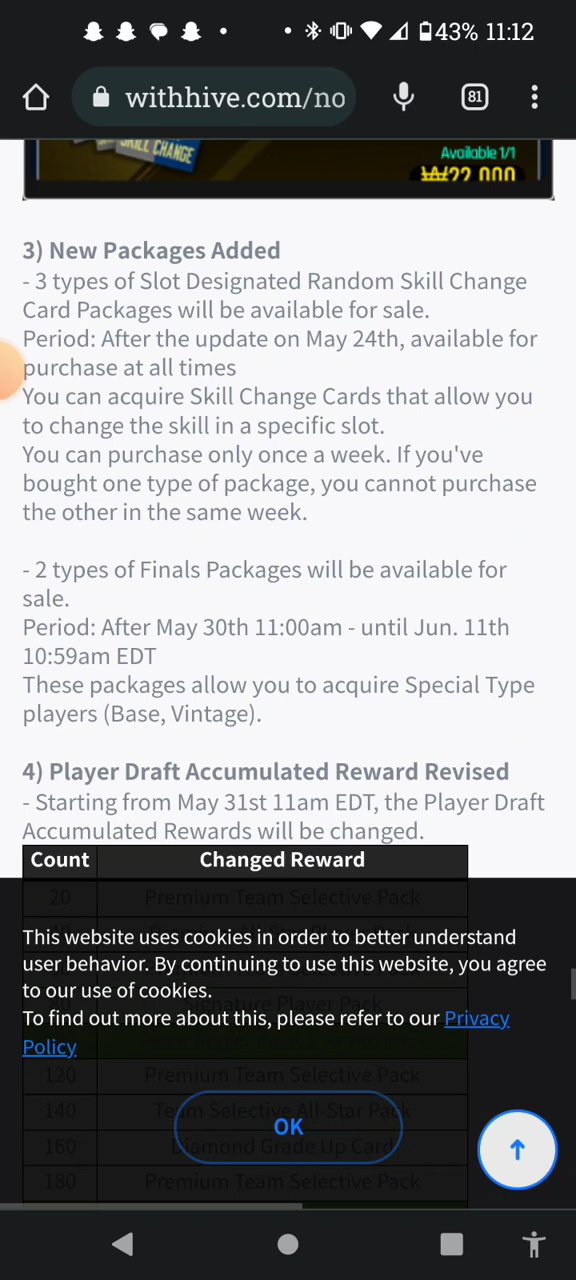 43% 11:12
withhive.com/no
81
SKILL CHANGE
Available 1/1
₩22,000
3) New Packages Added
- 3 types of Slot Designated Random Skill Change
Card Packages will be available for sale.
Period: After the update on May 24th, available for
purchase at all times
You can acquire Skill Change Cards that allow you
to change the skill in a specific slot.
You can purchase only once a week. If you've
bought one type of package, you cannot purchase
the other in the same week.
- 2 types of Finals Packages will be available for
sale.
Period: After May 30th 11:00am - until Jun. 11th
10:59am EDT
These packages allow you to acquire Special Type
players (Base, Vintage).
4) Player Draft Accumulated Reward Revised
- Starting from May 31st 11am EDT, the Player Draft
Accumulated Rewards will be changed.
Count Changed Reward
20 Premium Team Selective Pack
This website uses cookies in order to better understand
user behavior. By continuing to use this website, you agree
to our use of cookies.
Signature Player Pack
To find out more about this, please refer to our Privacy
Policy
120 Premium Team Selective Pack
140 Team Selective All-Star Pack
OK
160 Diamond Grade Up Card
180 Premium Team Selective Pack